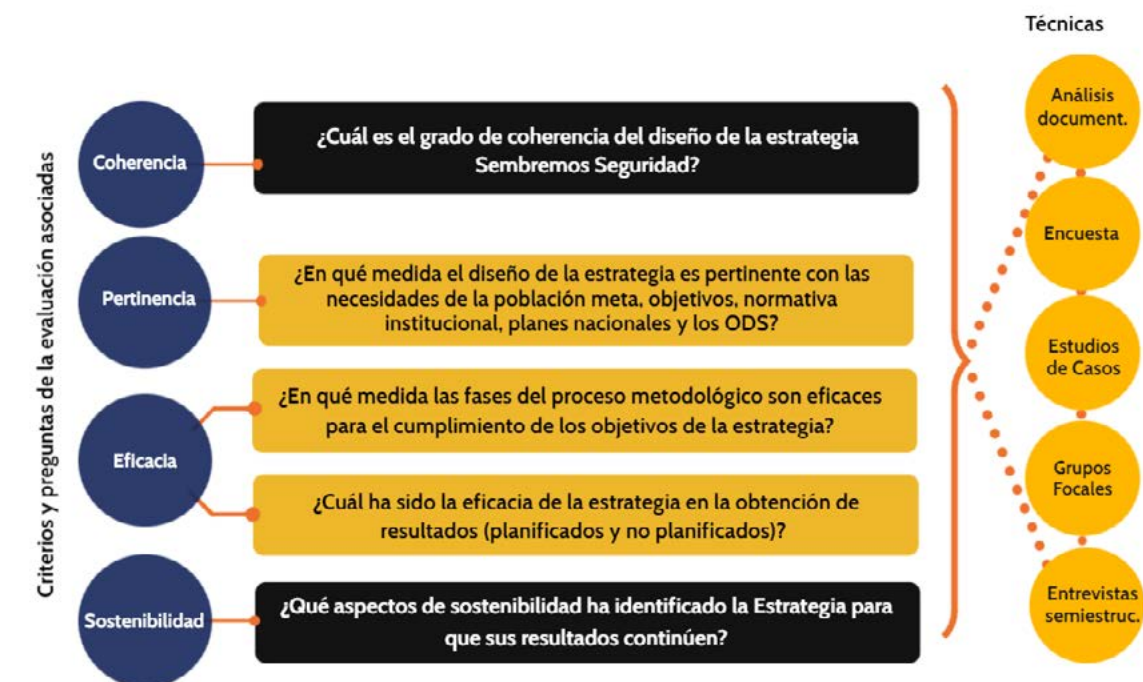 Técnicas
Criterios y preguntas de la evaluación asociadas
Coherencia
¿Cuál es el grado de coherencia del diseño de la estrategia
Sembremos Seguridad?
Pertinencia
¿En qué medida el diseño de la estrategia es pertinente con las
necesidades de la población meta, objetivos, normativa
institucional, planes nacionales y los ODS?
Eficacia
¿En qué medida las fases del proceso metodológico son eficaces
para el cumplimiento de los objetivos de la estrategia?
¿Cuál ha sido la eficacia de la estrategia en la obtención de
resultados (planificados y no planificados)?
Sostenibilidad
¿Qué aspectos de sostenibilidad ha identificado la Estrategia para
que sus resultados continúen?
Análisis
document.
Encuesta
Estudios
de Casos
Grupos
Focales
Entrevistas
semiestruc.